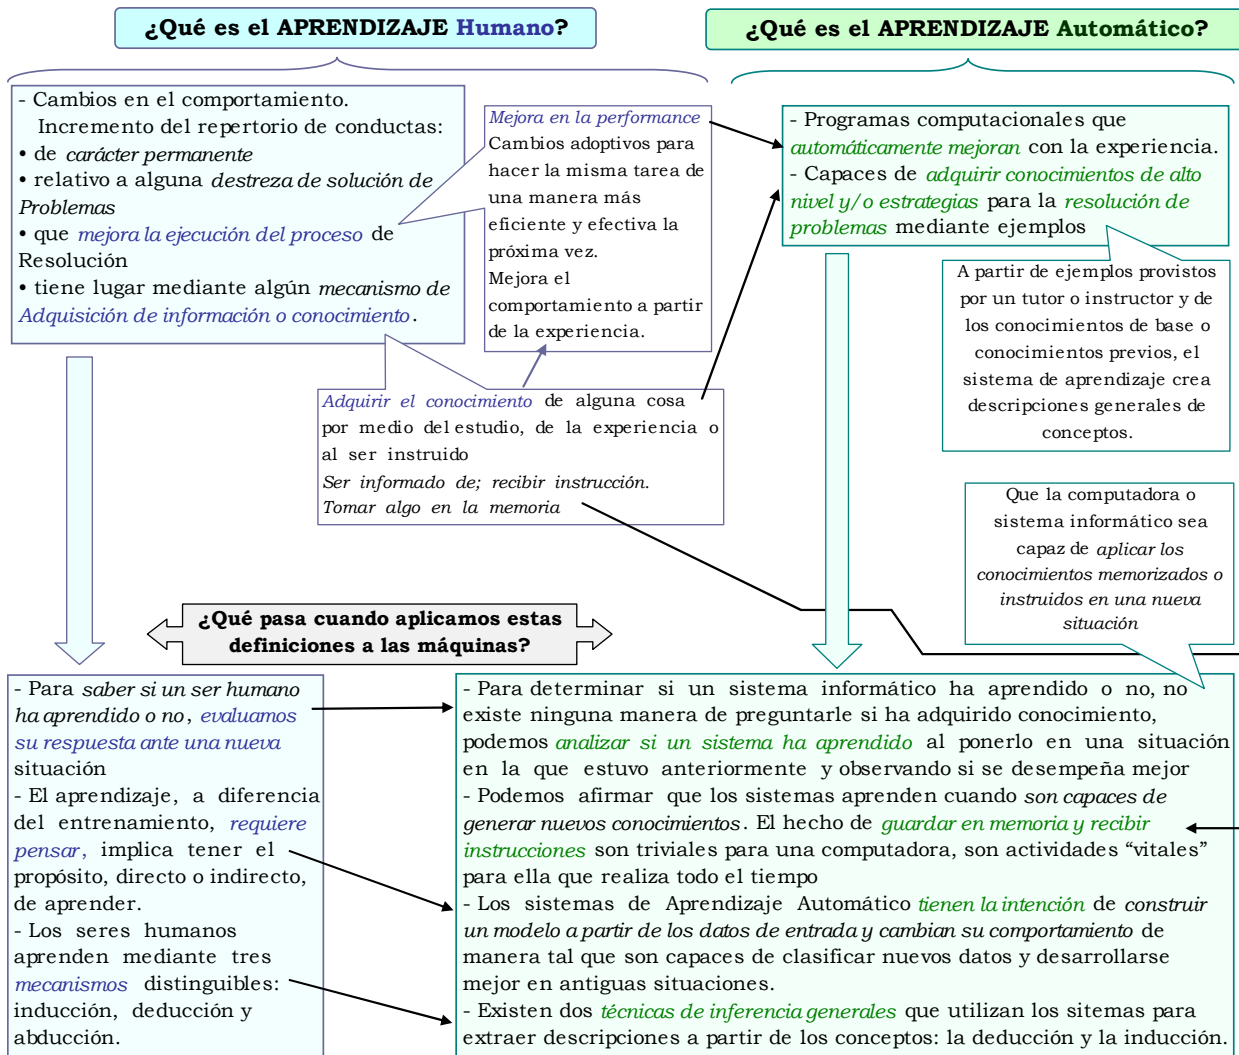 ¿Qué es el APRENDIZAJE Humano?
¿Qué es el APRENDIZAJE Automático?
- Cambios en el comportamiento.
Incremento del repertorio de conductas:
• de carácter permanente
• relativo a alguna destreza de solución de
Problemas
• que mejora la ejecución del proceso de
Resolución
• tiene lugar mediante algún mecanismo de
Adquisición de información o conocimiento.
Mejora en la performance
Cambios adoptivos para
hacer la misma tarea de
una manera más
eficiente y efectiva la
próxima vez.
Mejora el
comportamiento a partir
de la experiencia.
- Programas computacionales que
automáticamente mejoran con la experiencia.
- Capaces de adquirir conocimientos de alto
nivel y/o estrategias para la resolución de
problemas mediante ejemplos
A partir de ejemplos provistos
por un tutor o instructor y de
los conocimientos de base o
conocimientos previos, el
sistema de aprendizaje crea
descripciones generales de
conceptos.
Adquirir el conocimiento de alguna cosa
por medio del estudio, de la experiencia o
al ser instruido
Ser informado de; recibir instrucción.
Tomar algo en la memoria
Que la computadora o
sistema informático sea
capaz de aplicar los
conocimientos memorizados o
instruidos en una nueva
situación
¿Qué pasa cuando aplicamos estas
definiciones a las máquinas?
- Para saber si un ser humano
ha aprendido o no, evaluamos
su respuesta ante una nueva
situación
- El aprendizaje, a diferencia
del entrenamiento, requiere
pensar, implica tener el
propósito, directo o indirecto,
de aprender.
- Los seres humanos
aprenden mediante tres
mecanismos distinguibles:
inducción, deducción y
abducción.
- Para determinar si un sistema informático ha aprendido o no, no
existe ninguna manera de preguntarle si ha adquirido conocimiento,
podemos analizar si un sistema ha aprendido al ponerlo en una situación
en la que estuvo anteriormente y observando si se desempeña mejor
- Podemos afirmar que los sistemas aprenden cuando son capaces de
generar nuevos conocimientos. El hecho de guardar en memoria y recibir
instrucciones son triviales para una computadora, son actividades “vitales”
para ella que realiza todo el tiempo
- Los sistemas de Aprendizaje Automático tienen la intención de construir
un modelo a partir de los datos de entrada y cambian su comportamiento de
manera tal que son capaces de clasificar nuevos datos y desarrollarse
mejor en antiguas situaciones.
- Existen dos técnicas de inferencia generales que utilizan los sitemas para
extraer descripciones a partir de los conceptos: la deducción y la inducción.